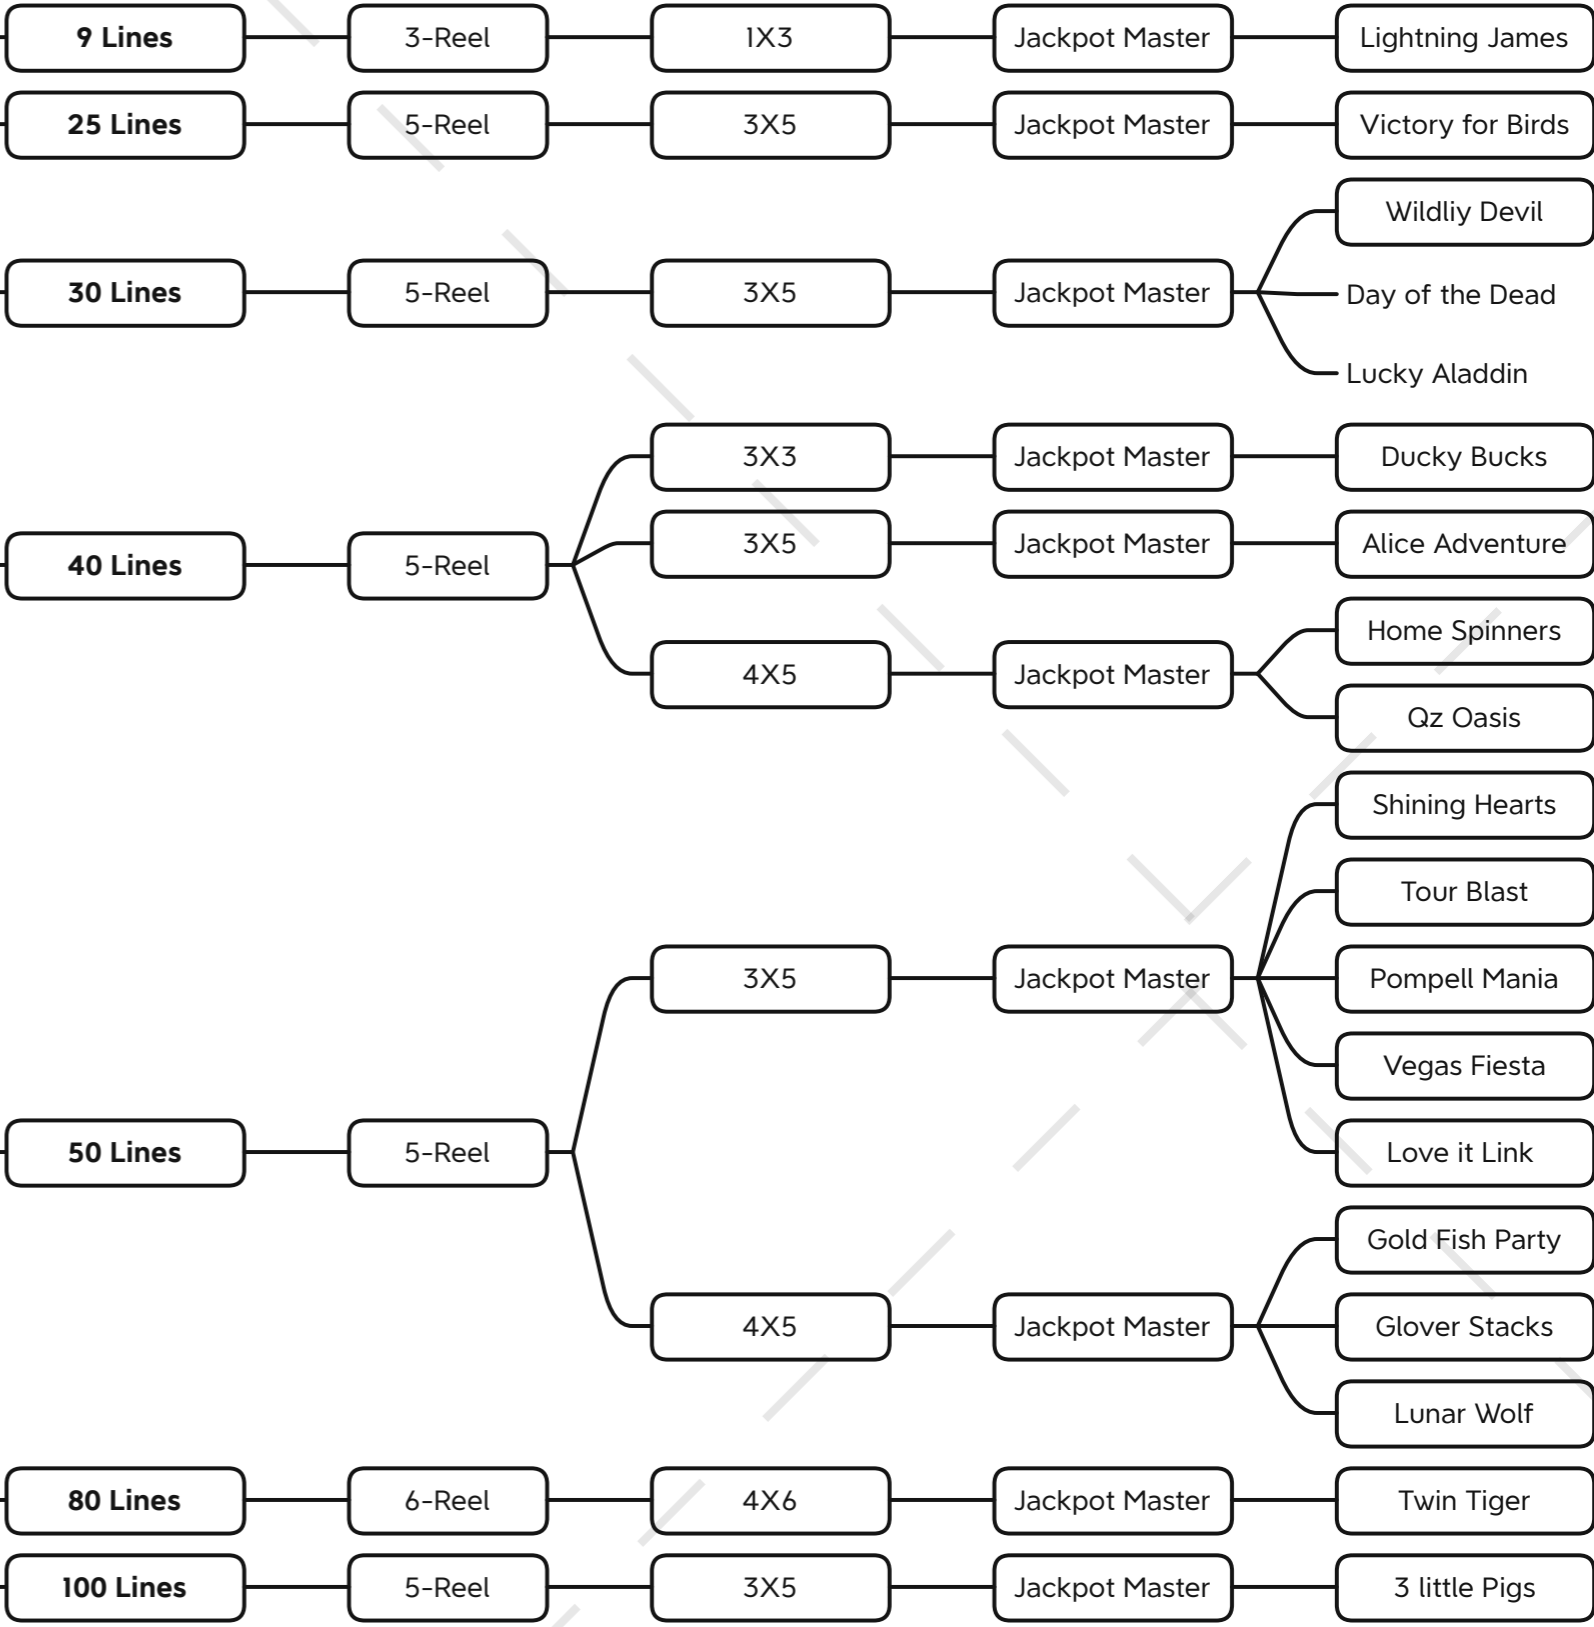 9 Lines 3-Reel 1X3 Jackpot Master Lightning James
25 Lines 5-Reel 3X5 Jackpot Master Victory for Birds
Wildliy Devil
30 Lines 5-Reel 3X5 Jackpot Master Day of the Dead
Lucky Aladdin
3X3 Jackpot Master Ducky Bucks
3X5 Jackpot Master Alice Adventure
40 Lines 5-Reel
Home Spinners
4X5 Jackpot Master
Qz Oasis
Shining Hearts
Tour Blast
3X5 Jackpot Master Pompell Mania
Vegas Fiesta
50 Lines 5-Reel Love it Link
Gold Fish Party
4X5 Jackpot Master Glover Stacks
Lunar Wolf
80 Lines 6-Reel 4X6 Jackpot Master Twin Tiger
100 Lines 5-Reel 3X5 Jackpot Master 3 little Pigs